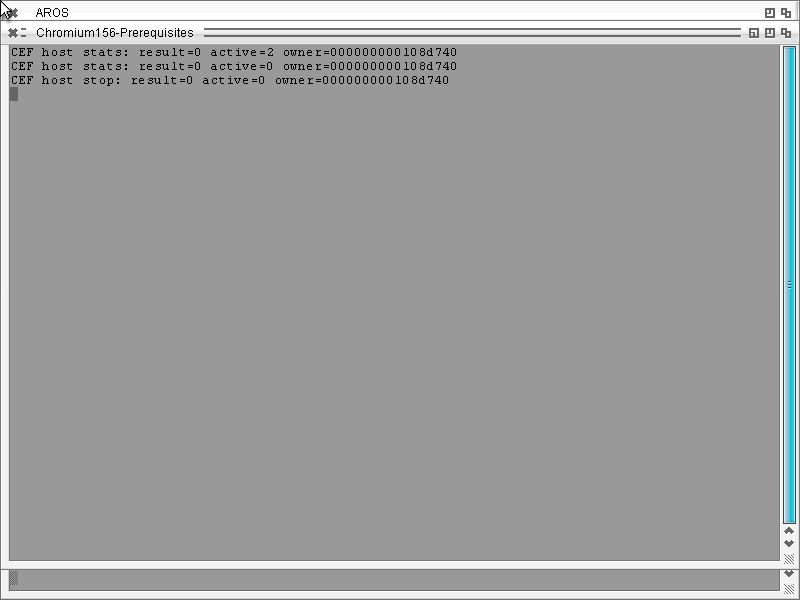 AROS
Chromium156-Prerequisites
CEF host stats: result=0 active=2 owner=000000000108d740
CEF host stats: result=0 active=0 owner=000000000108d740
CEF host stop: result=0 active=0 owner=000000000108d740